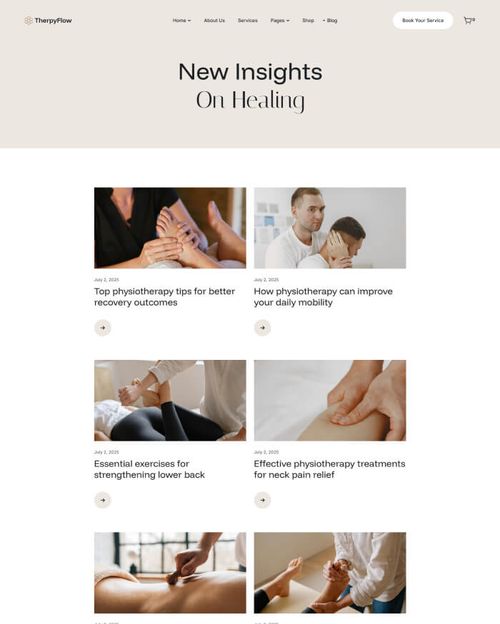 TherpyFlow
Home
About Us
Services
Pages
Shop
Blog
Book Your Service
0
New Insights
On Healing
July 2, 2025
Top physiotherapy tips for better
recovery outcomes
July 2, 2025
How physiotherapy can improve
your daily mobility
July 2, 2025
Essential exercises for
strengthening lower back
July 2, 2025
Effective physiotherapy treatments
for neck pain relief